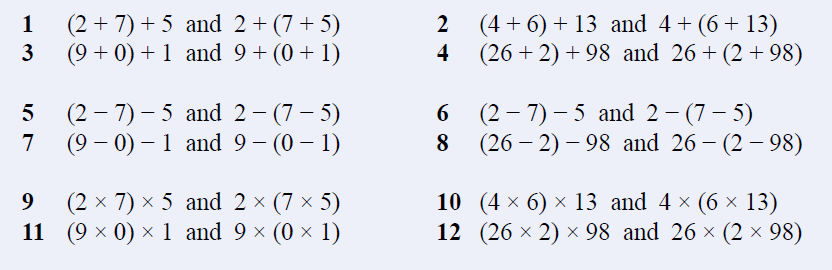 1 (2 + 7) + 5 and 2 + (7 + 5) 2 (4 + 6) + 13 and 4 + (6 + 13)
3 (9 + 0) + 1 and 9 + (0 + 1) 4 (26 + 2) + 98 and 26 + (2 + 98)
5 (2 − 7) − 5 and 2 − (7 − 5) 6 (2 − 7) − 5 and 2 − (7 − 5)
7 (9 − 0) − 1 and 9 − (0 − 1) 8 (26 − 2) − 98 and 26 − (2 − 98)
9 (2 × 7) × 5 and 2 × (7 × 5) 10 (4 × 6) × 13 and 4 × (6 × 13)
11 (9 × 0) × 1 and 9 × (0 × 1) 12 (26 × 2) × 98 and 26 × (2 × 98)